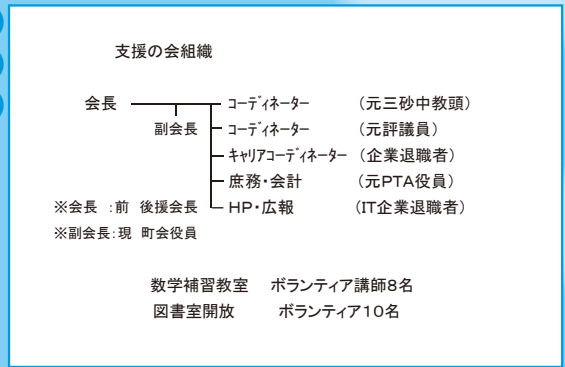 支援の会組織
会長 コーディネーター (元三砂中教頭)
副会長 コーディネーター (元評議員)
キャリアコーディネーター (企業退職者)
庶務・会計 (元PTA役員)
※会長 :前 後援会長 HP・広報 (IT企業退職者)
※副会長:現 町会役員
数学補習教室 ボランティア講師8名
図書室開放 ボランティア10名